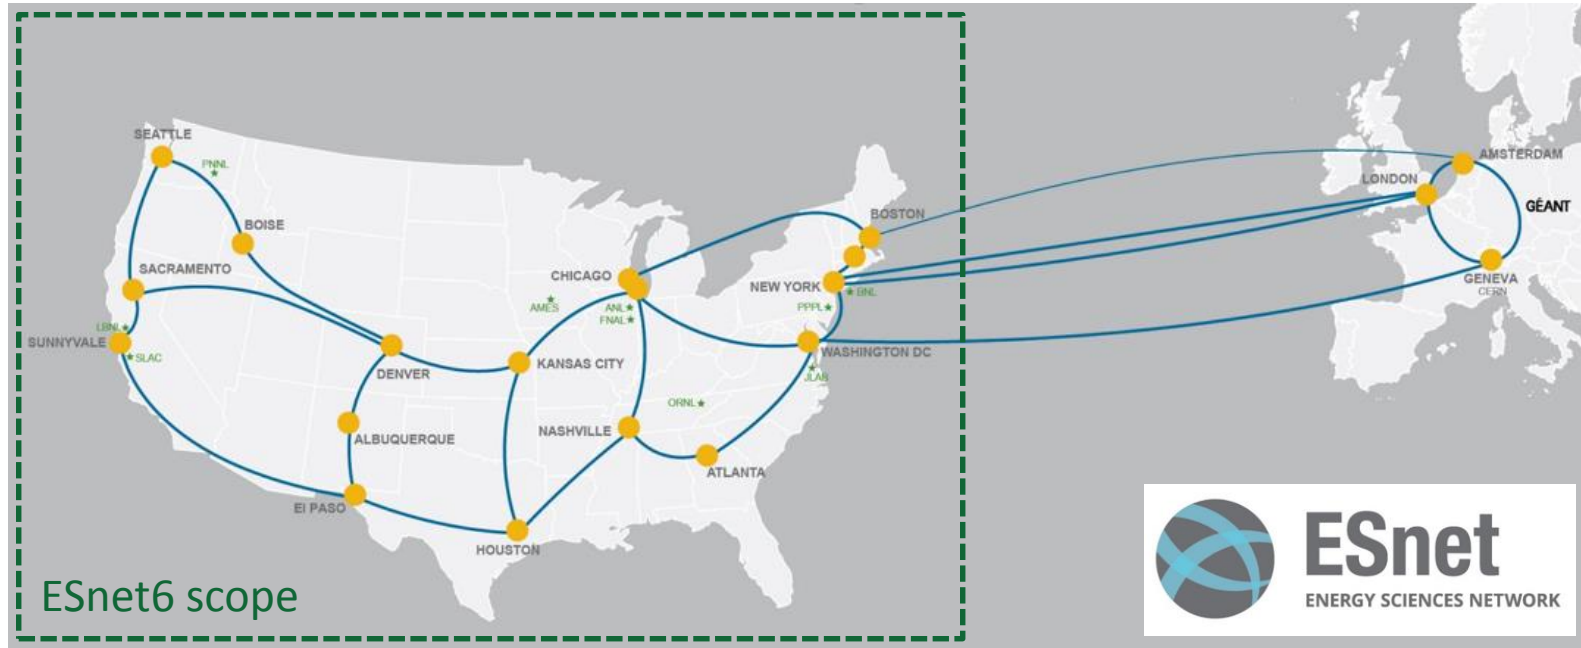 SEATTLE
PNNL
BOISE
SACRAMENTO
LBNL
SUNNYVALE
SLAC
DENVER
ALBUQUERQUE
El PASO
HOUSTON
KANSAS CITY
AMES
CHICAGO
ANL
FNAL
NASHVILLE
ORNL
ATLANTA
BOSTON
NEW YORK
BNL
PPPL
WASHINGTON DC
JLAB
AMSTERDAM
LONDON
GÉANT
GENEVA
CERN
ESnet6 scope
ESnet
ENERGY SCIENCES NETWORK